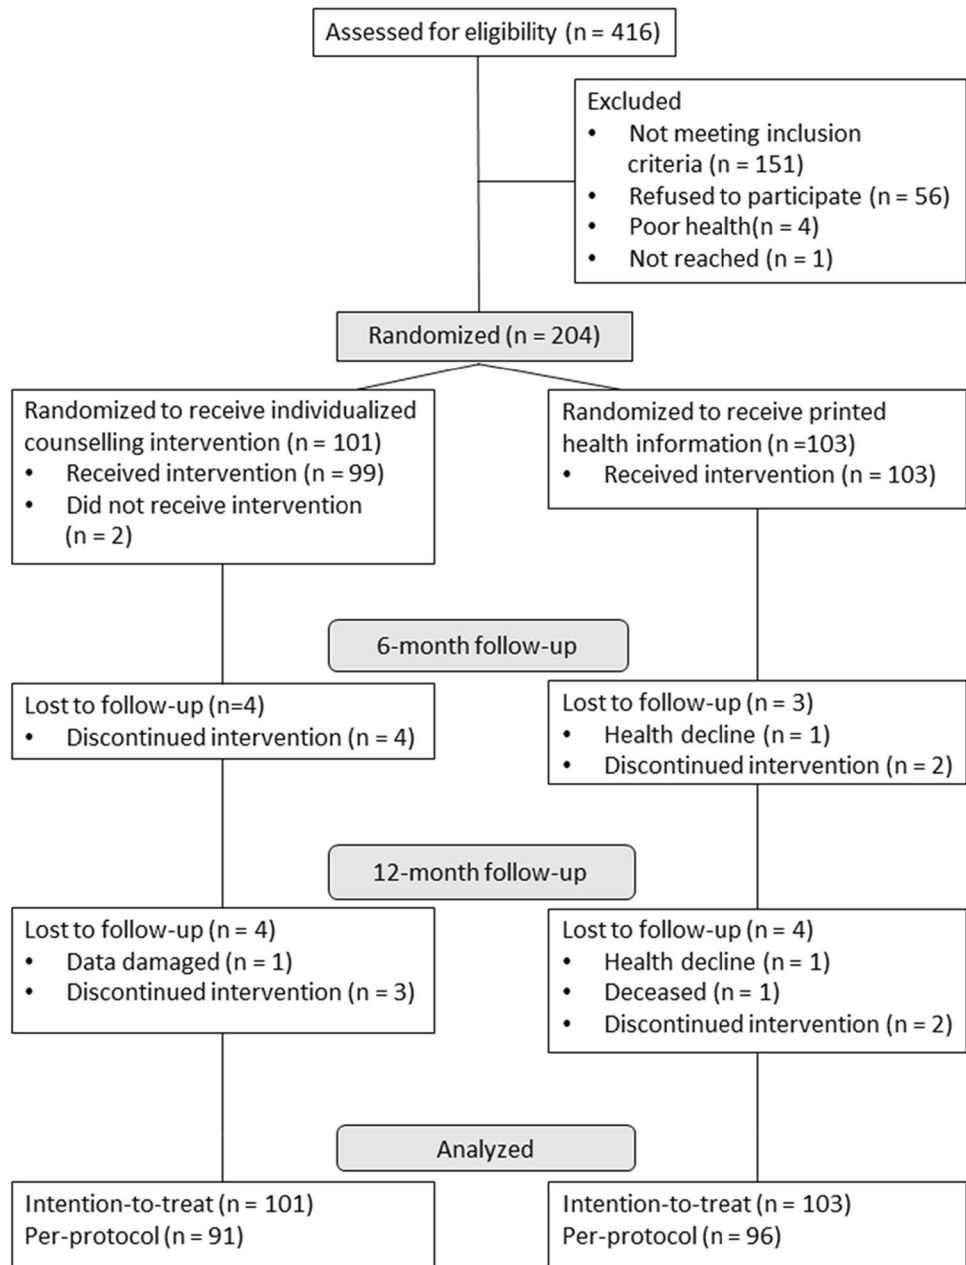 Assessed for eligibility (n = 416)
Excluded
• Not meeting inclusion
criteria (n = 151)
• Refused to participate (n = 56)
• Poor health(n = 4)
• Not reached (n = 1)
Randomized (n = 204)
Randomized to receive individualized
counselling intervention (n = 101)
• Received intervention (n = 99)
• Did not receive intervention
(n = 2)
Randomized to receive printed
health information (n =103)
• Received intervention (n = 103)
6-month follow-up
Lost to follow-up (n=4)
• Discontinued intervention (n = 4)
Lost to follow-up (n = 3)
• Health decline (n = 1)
• Discontinued intervention (n = 2)
12-month follow-up
Lost to follow-up (n = 4)
• Data damaged (n = 1)
• Discontinued intervention (n = 3)
Lost to follow-up (n = 4)
• Health decline (n = 1)
• Deceased (n = 1)
• Discontinued intervention (n = 2)
Analyzed
Intention-to-treat (n = 101)
Per-protocol (n = 91)
Intention-to-treat (n = 103)
Per-protocol (n = 96)